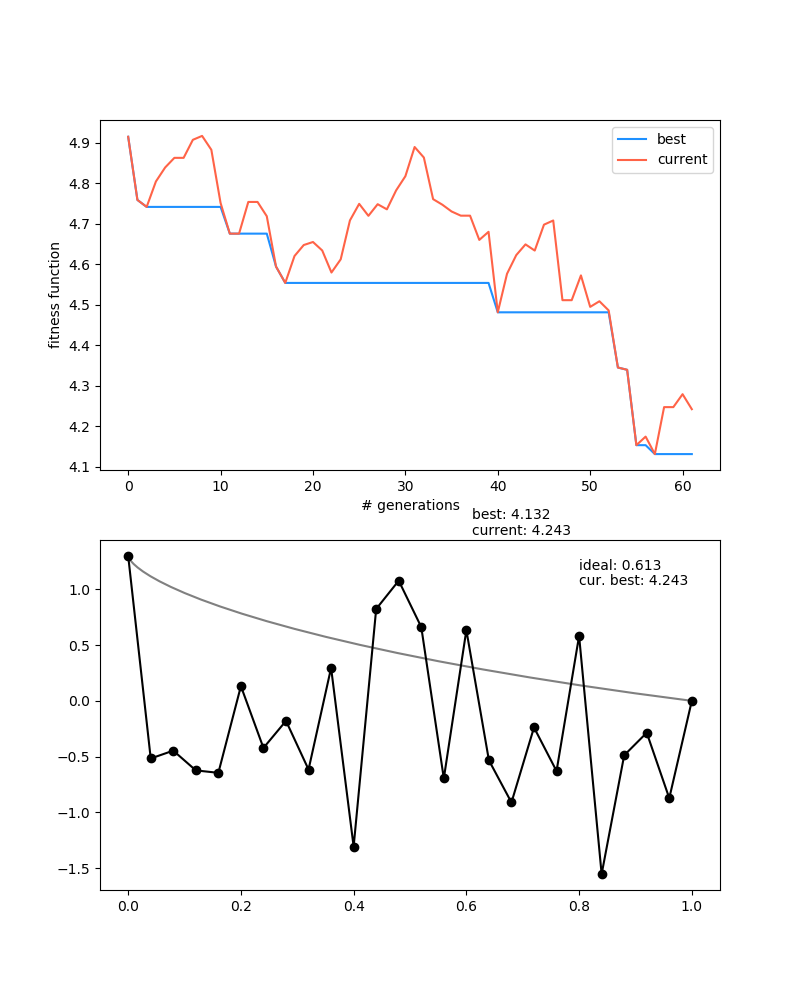 best
current
4.9
4.8
4.7
4.6
4.5
4.4
4.3
4.2
4.1
fitness function
0 10 20 30 40 50 60
# generations
best: 4.132
current: 4.243
ideal: 0.613
cur. best: 4.243
1.0
0.5
0.0
−0.5
−1.0
−1.5
0.0 0.2 0.4 0.6 0.8 1.0